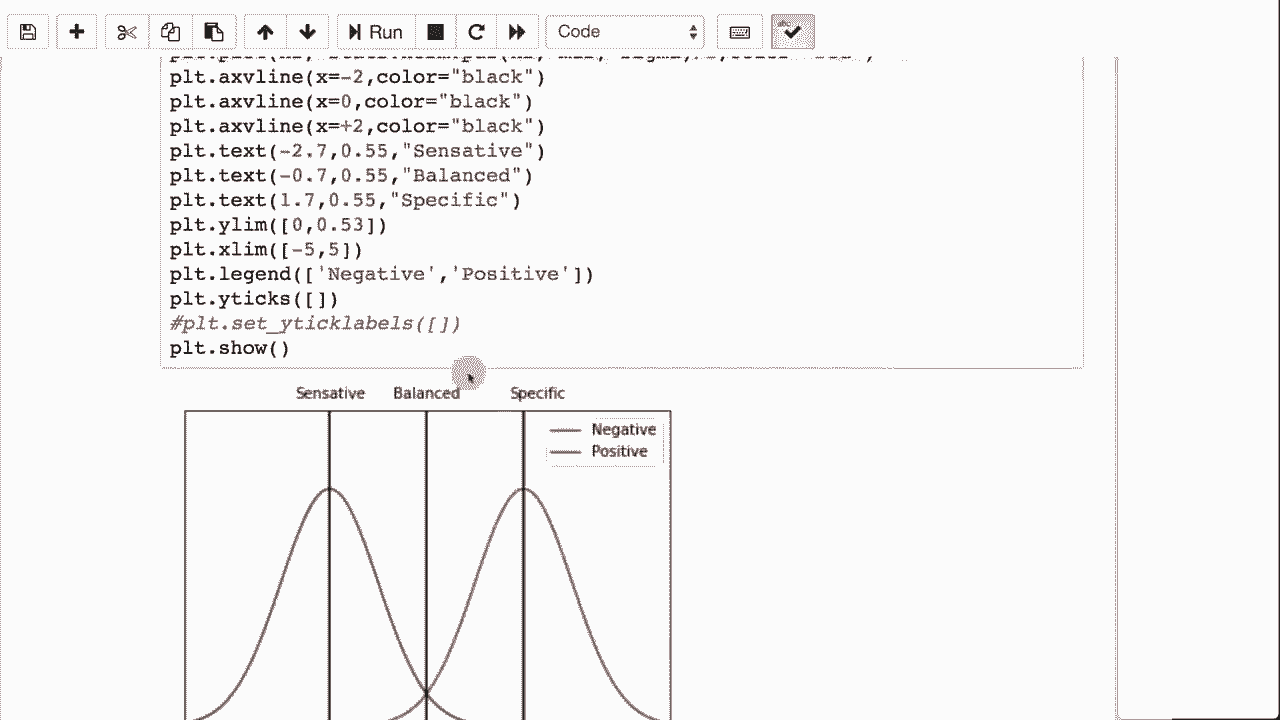 Run
Code
plt.axvline(x=-2,color="black")
plt.axvline(x=0,color="black")
plt.axvline(x=+2,color="black")
plt.text(-2.7,0.55,"Sensative")
plt.text(-0.7,0.55,"Balanced")
plt.text(1.7,0.55,"Specific")
plt.ylim([0,0.53])
plt.xlim([-5,5])
plt.legend(['Negative','Positive'])
plt.yticks([])
#plt.set_yticklabels([])
plt.show()
Sensative Balanced Specific
Negative
Positive